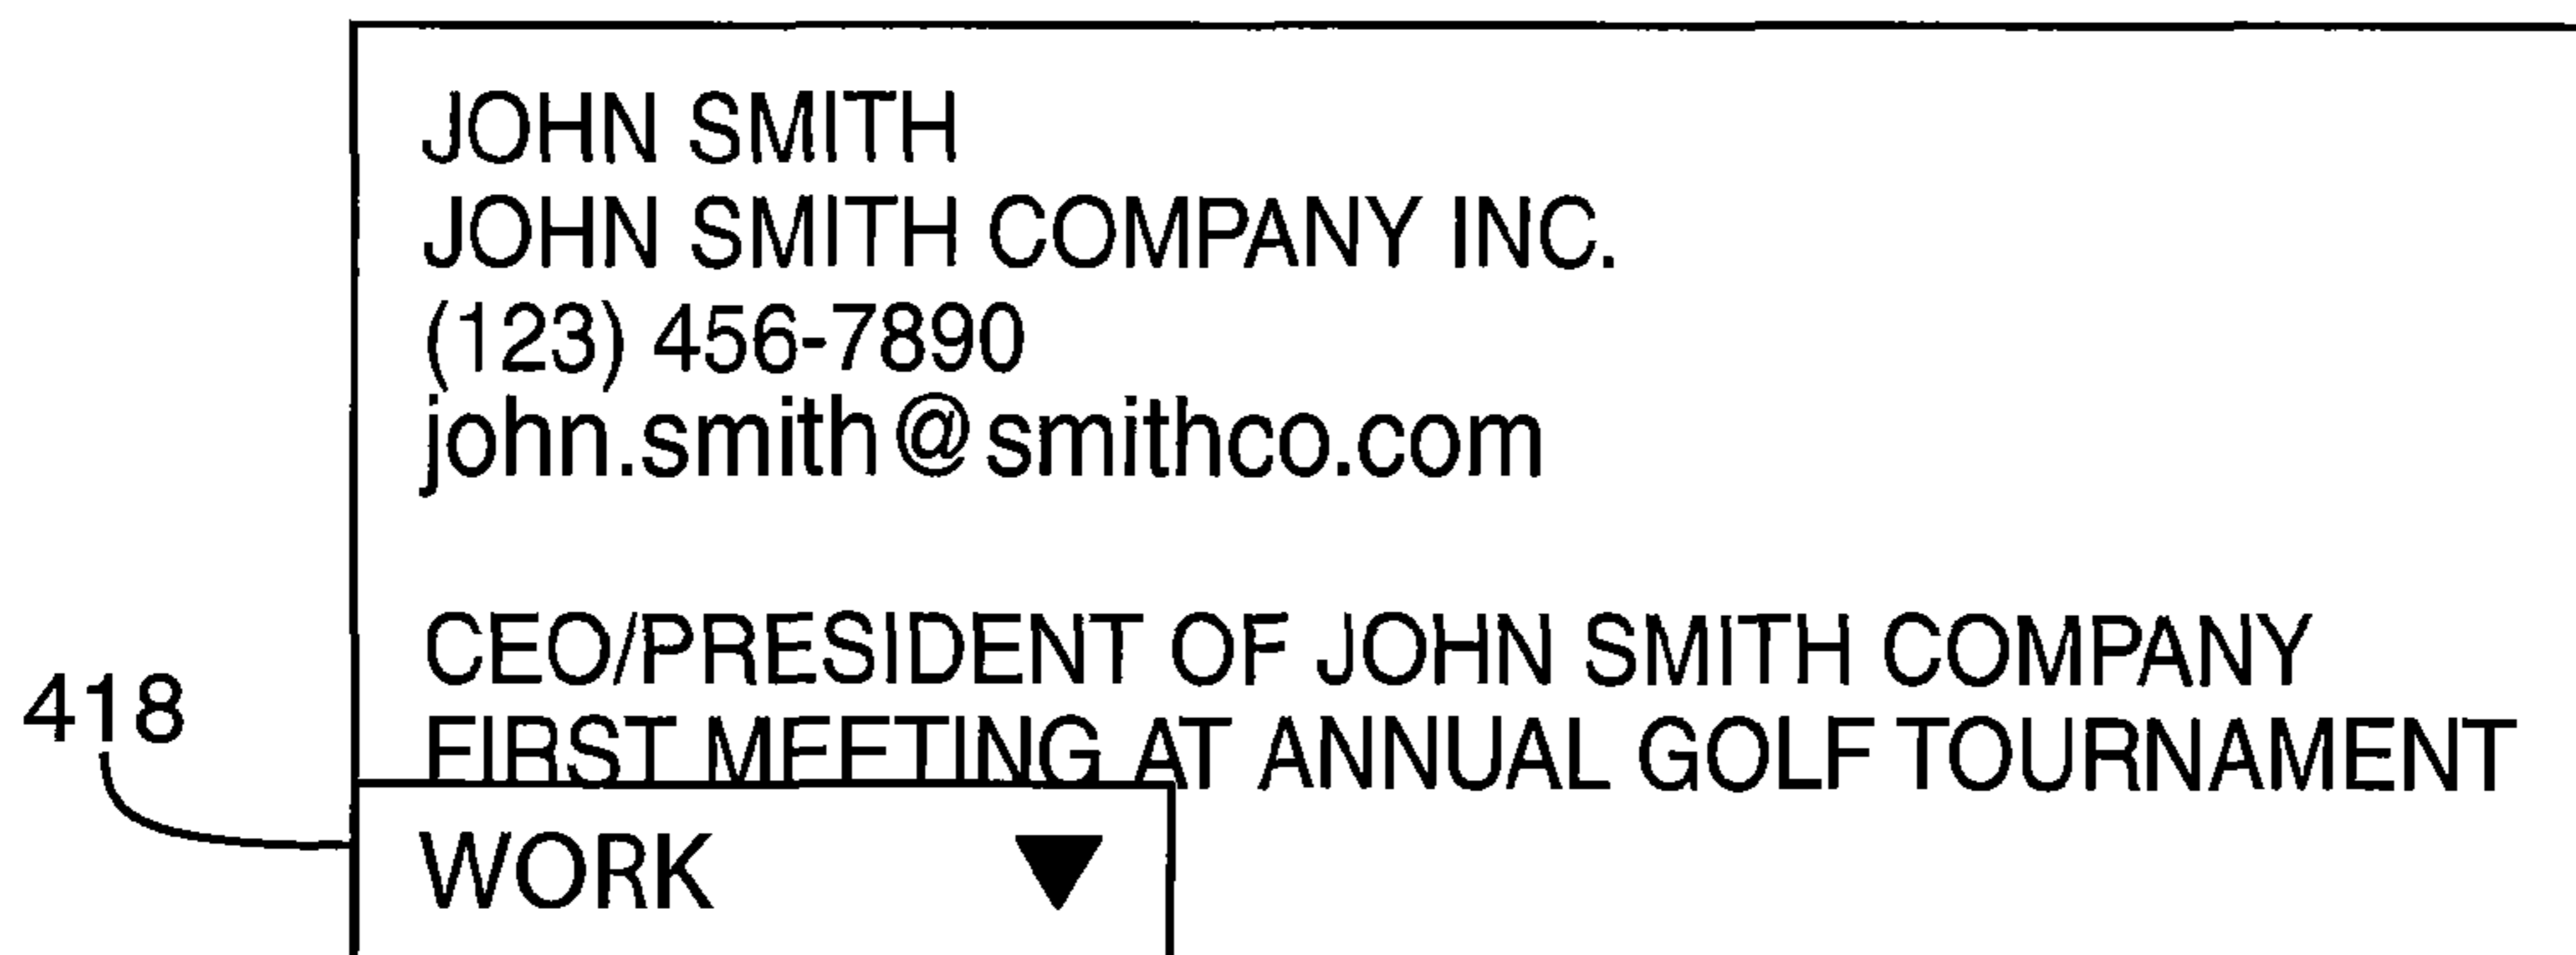 JOHN SMITH
JOHN SMITH COMPANY INC.
(123) 456-7890
john.smith@smithco.com
CEO/PRESIDENT OF JOHN SMITH COMPANY
FIRST MEETING AT ANNUAL GOLF TOURNAMENT
418
WORK